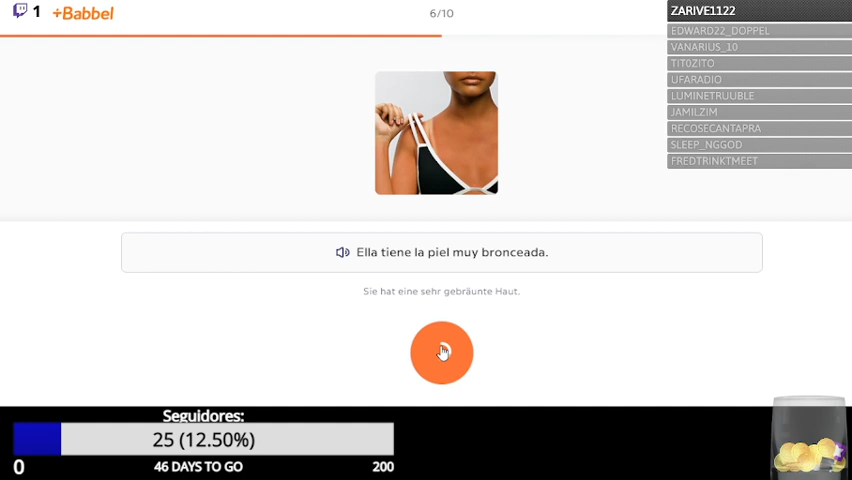 1 +Babbel
6/10
ZARIVE1122
EDWARD22_DOPPEL
VANARIUS_10
TIT0ZITO
UFARADIO
LUMINETRUUBLE
JAMILZIM
RECOSECANTAPRA
SLEEP_NGGOD
FREDTRINKTMEET
Ella tiene la piel muy bronceada.
Sie hat eine sehr gebräunte Haut.
Seguidores:
25 (12.50%)
0 46 DAYS TO GO 200